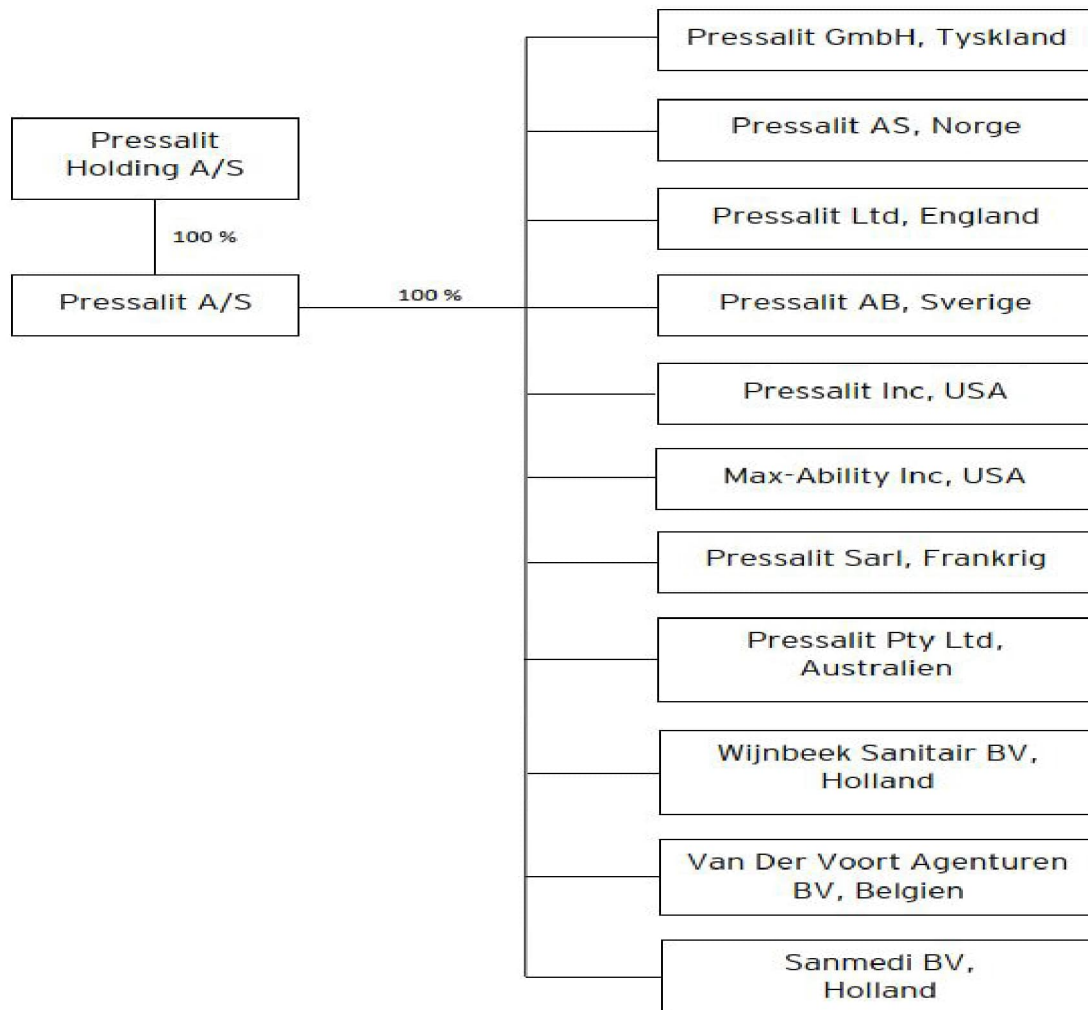 Pressalit
Holding A/S
100 %
Pressalit A/S
100 %
Pressalit GmbH, Tyskland
Pressalit AS, Norge
Pressalit Ltd, England
Pressalit AB, Sverige
Pressalit Inc, USA
Max-Ability Inc, USA
Pressalit Sarl, Frankrig
Pressalit Pty Ltd,
Australien
Wijnbeek Sanitair BV,
Holland
Van Der Voort Agenturen
BV, Belgien
Sanmedi BV,
Holland